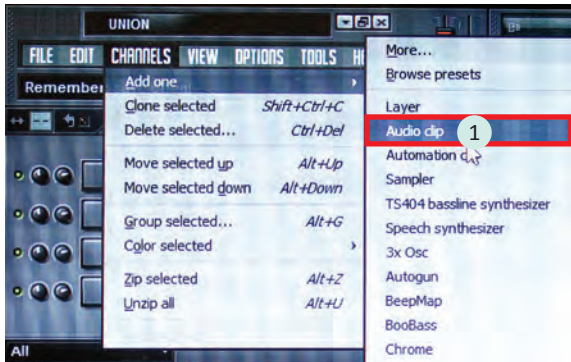 UNION
FILE EDIT CHANNELS VIEW OPTIONS TOOLS
Remember
Add one
Clone selected Shift+Ctrl+C
Delete selected... Ctrl+Del
Move selected up Alt+Up
Move selected down Alt+Down
Group selected... Alt+G
Color selected
Zip selected Alt+Z
Unzip all Alt+U
All
More...
Browse presets
Layer
Audio clip 1
Automation
Sampler
TS404 bassline synthesizer
Speech synthesizer
3x Osc
Autogun
BeepMap
BooBass
Chrome